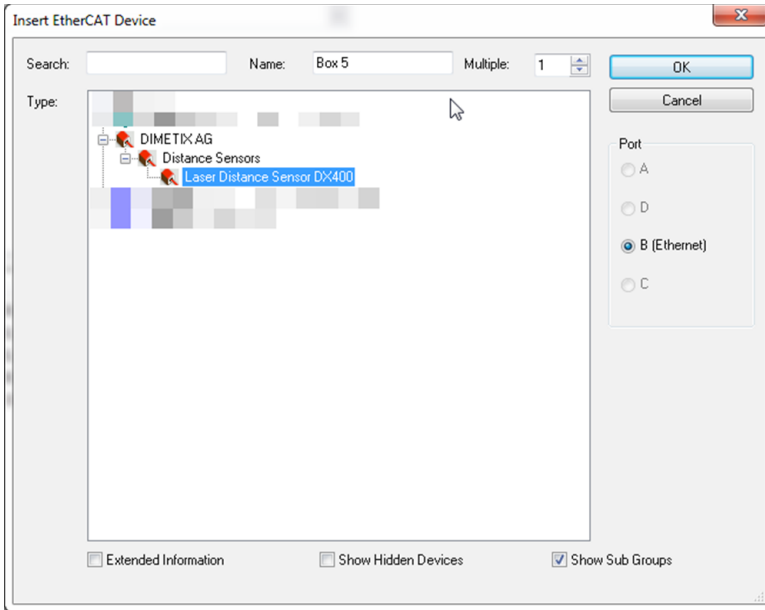 Insert EtherCAT Device
Search: Name: Box 5 Multiple: 1 OK
Type: Cancel
DIMETIX AG
Distance Sensors
Laser Distance Sensor DX400
Port
A
D
B (Ethernet)
C
Extended Information Show Hidden Devices Show Sub Groups